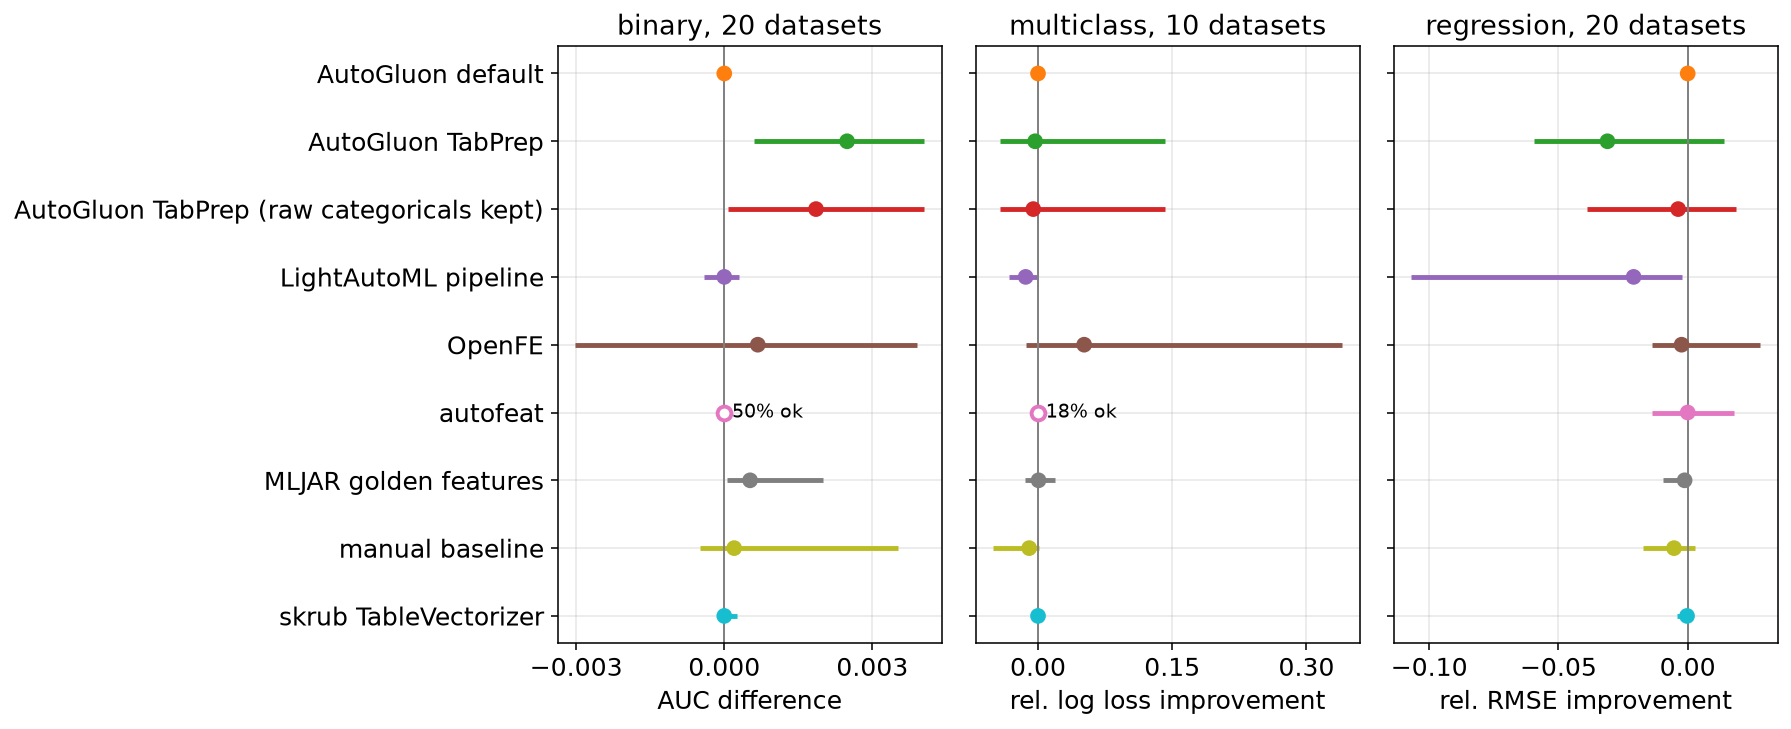 binary, 20 datasets
multiclass, 10 datasets
regression, 20 datasets
AutoGluon default
AutoGluon TabPrep
AutoGluon TabPrep (raw categoricals kept)
LightAutoML pipeline
OpenFE
autofeat
50% ok
18% ok
MLJAR golden features
manual baseline
skrub TableVectorizer
−0.003
0.000
0.003
0.00
0.15
0.30
−0.10
−0.05
0.00
AUC difference
rel. log loss improvement
rel. RMSE improvement